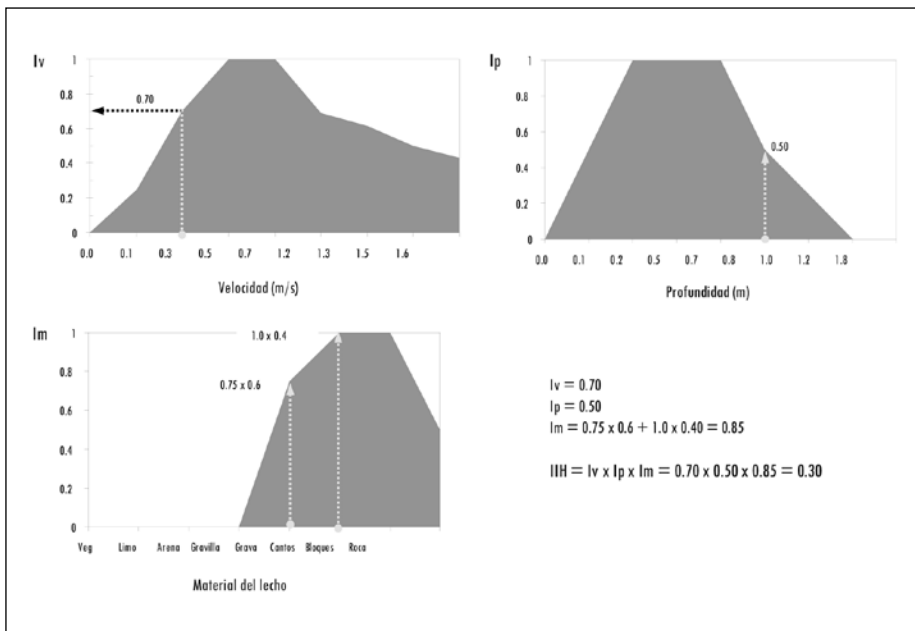 Iv
1
0.8
0.6
0.4
0.2
0
0.70
0.0 0.1 0.3 0.5 0.7 1.2 1.3 1.5 1.6
Velocidad (m/s)
Ip
1
0.8
0.6
0.4
0.2
0
0.50
0.0 0.1 0.2 0.5 0.7 0.8 1.0 1.2 1.8
Profundidad (m)
Im
1
0.8
0.6
0.4
0.2
0
1.0 x 0.4
0.75 x 0.6
Veg Limo Arena Gravilla Grava Cantos Bloques Roca
Material del lecho
Iv = 0.70
Ip = 0.50
Im = 0.75 x 0.6 + 1.0 x 0.40 = 0.85
IIH = Iv x Ip x Im = 0.70 x 0.50 x 0.85 = 0.30